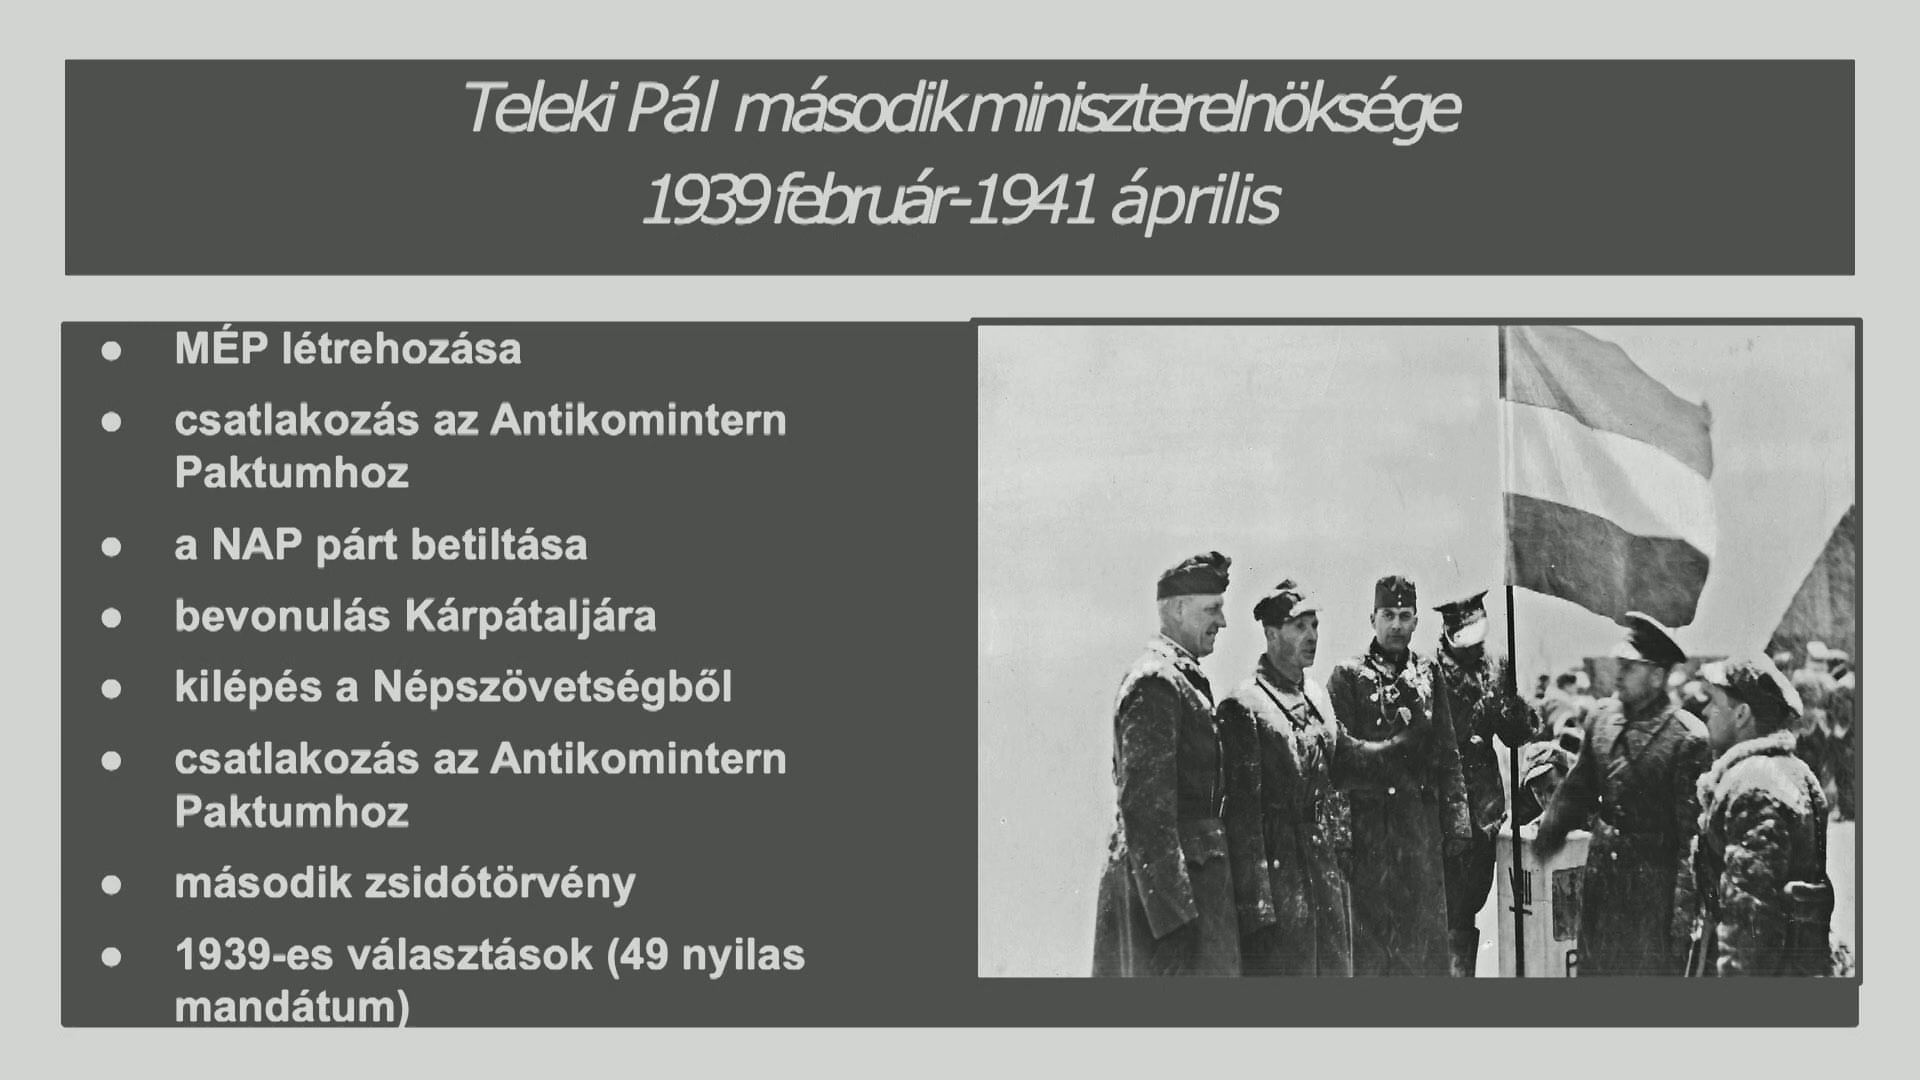 Teleki Pál második miniszterelnöksége
1939 február-1941 április
● MÉP létrehozása
● csatlakozás az Antikomintern
Paktumhoz
● a NAP párt betiltása
● bevonulás Kárpátaljára
● kilépés a Népszövetségből
● csatlakozás az Antikomintern
Paktumhoz
● második zsidótörvény
● 1939-es választások (49 nyilas
mandátum)